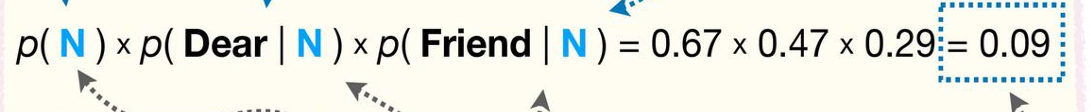 p( N ) x p( Dear | N ) x p( Friend | N ) = 0.67 x 0.47 x 0.29 = 0.09